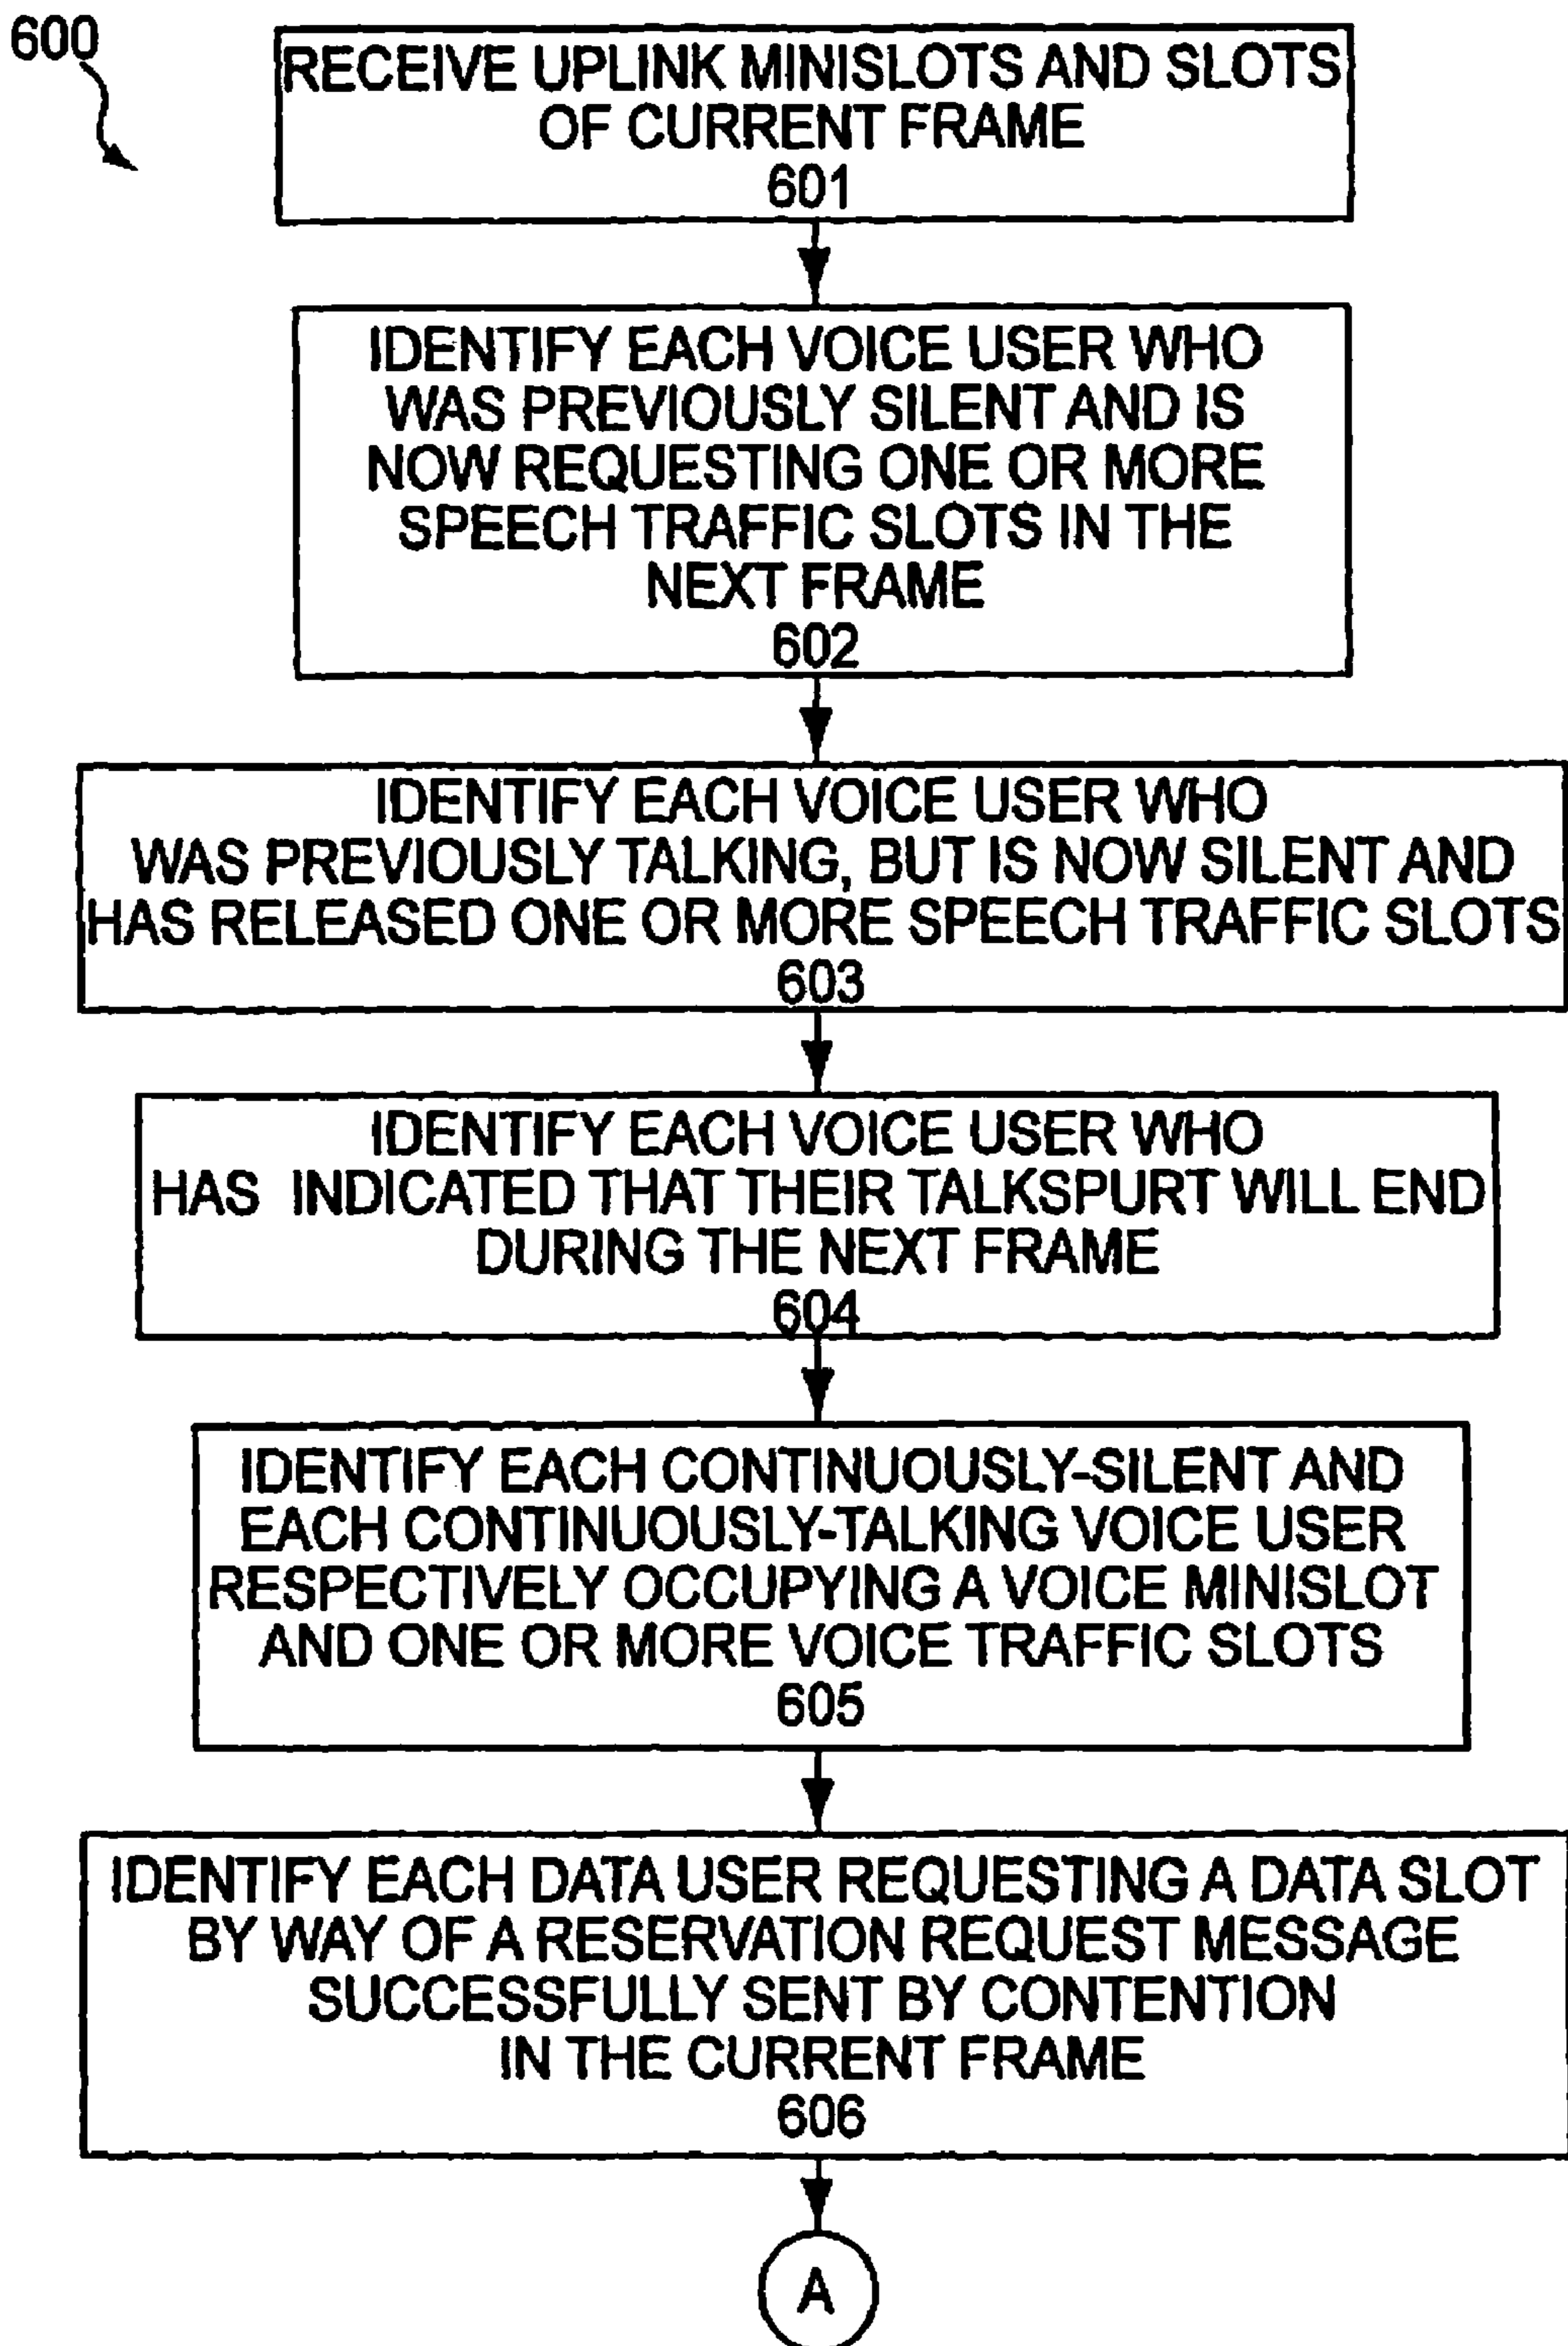 600
RECEIVE UPLINK MINISLOTS AND SLOTS
OF CURRENT FRAME
601
IDENTIFY EACH VOICE USER WHO
WAS PREVIOUSLY SILENT AND IS
NOW REQUESTING ONE OR MORE
SPEECH TRAFFIC SLOTS IN THE
NEXT FRAME
602
IDENTIFY EACH VOICE USER WHO
WAS PREVIOUSLY TALKING, BUT IS NOW SILENT AND
HAS RELEASED ONE OR MORE SPEECH TRAFFIC SLOTS
603
IDENTIFY EACH VOICE USER WHO
HAS INDICATED THAT THEIR TALKSPURT WILL END
DURING THE NEXT FRAME
604
IDENTIFY EACH CONTINUOUSLY-SILENT AND
EACH CONTINUOUSLY-TALKING VOICE USER
RESPECTIVELY OCCUPYING A VOICE MINISLOT
AND ONE OR MORE VOICE TRAFFIC SLOTS
605
IDENTIFY EACH DATA USER REQUESTING A DATA SLOT
BY WAY OF A RESERVATION REQUEST MESSAGE
SUCCESSFULLY SENT BY CONTENTION
IN THE CURRENT FRAME
606
A